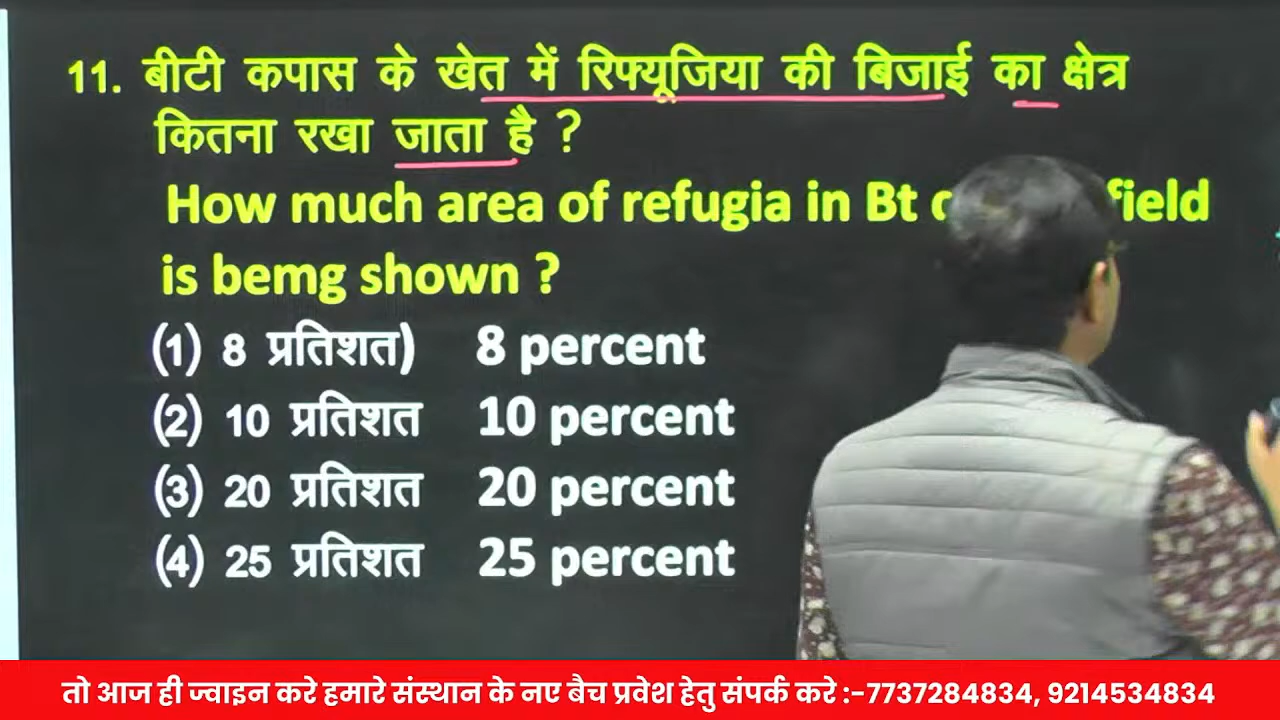 11. बीटी कपास के खेत में रिफ्यूजिया की बिजाई का क्षेत्र
कितना रखा जाता है ?
How much area of refugia in Bt field
is bemg shown ?
(1) 8 प्रतिशत) 8 percent
(2) 10 प्रतिशत 10 percent
(3) 20 प्रतिशत 20 percent
(4) 25 प्रतिशत 25 percent
तो आज ही ज्वाइन करे हमारे संस्थान के नए बैच प्रवेश हेतु संपर्क करे :-7737284834, 9214534834